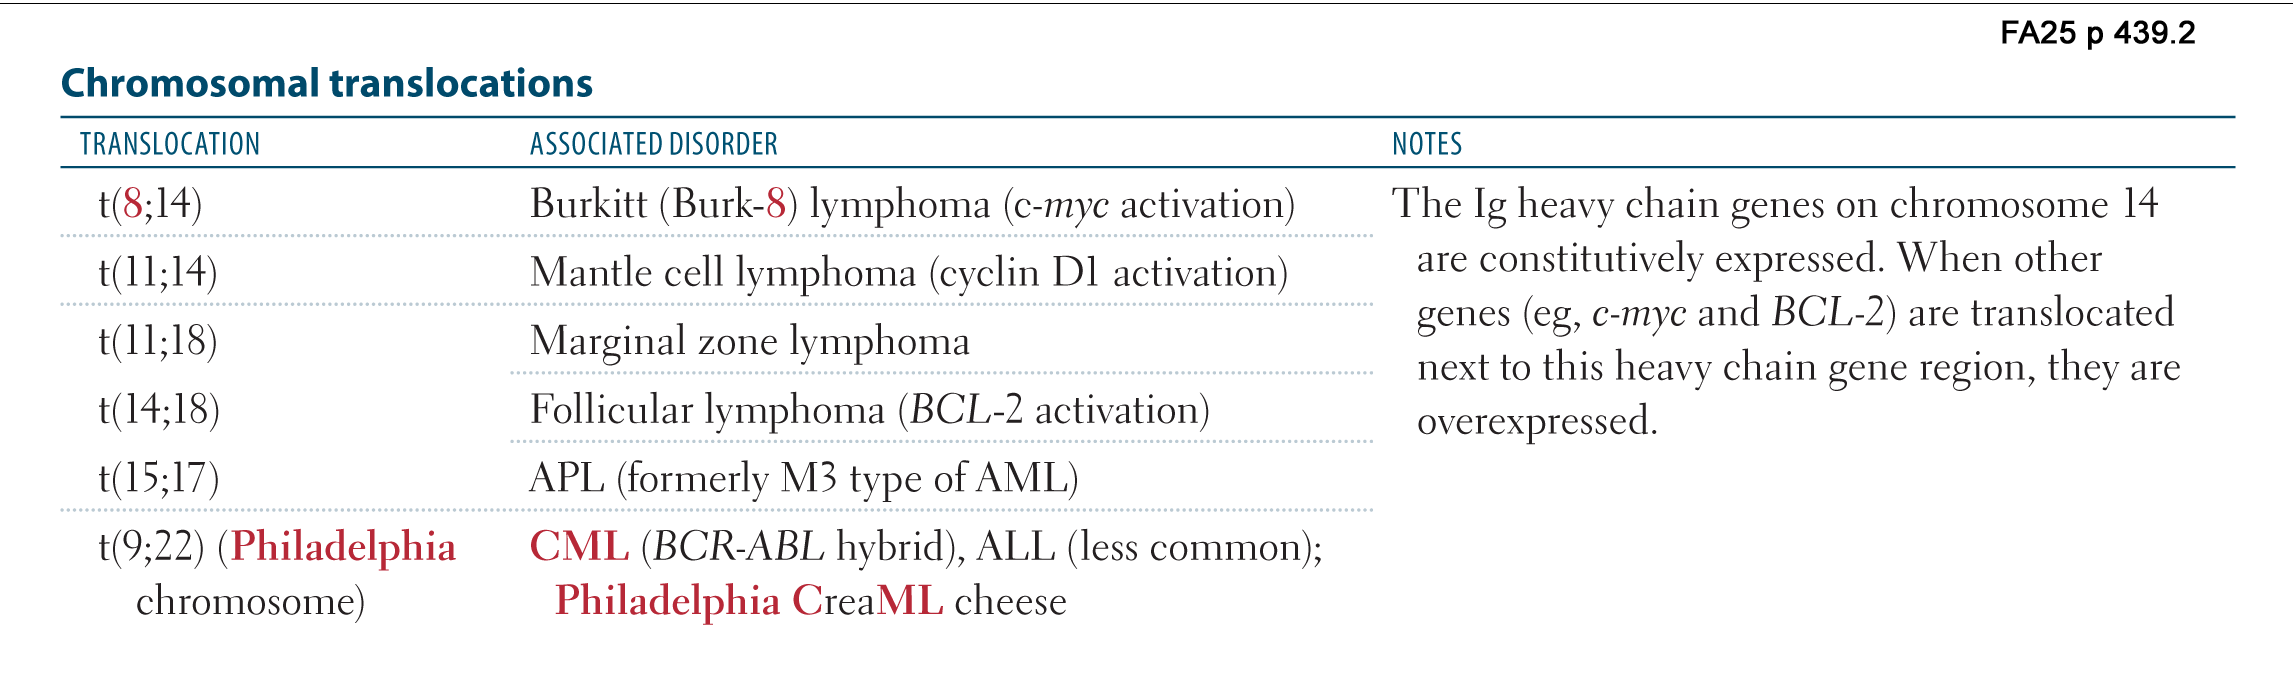 FA25 p 439.2
Chromosomal translocations
TRANSLOCATION ASSOCIATED DISORDER NOTES
t(8;14) Burkitt (Burk-8) lymphoma (c-myc activation)
t(11;14) Mantle cell lymphoma (cyclin D1 activation)
t(11;18) Marginal zone lymphoma
t(14;18) Follicular lymphoma (BCL-2 activation)
t(15;17) APL (formerly M3 type of AML)
t(9;22) (Philadelphia
chromosome)
CML (BCR-ABL hybrid), ALL (less common);
Philadelphia CreaML cheese
The Ig heavy chain genes on chromosome 14
are constitutively expressed. When other
genes (eg, c-myc and BCL-2) are translocated
next to this heavy chain gene region, they are
overexpressed.